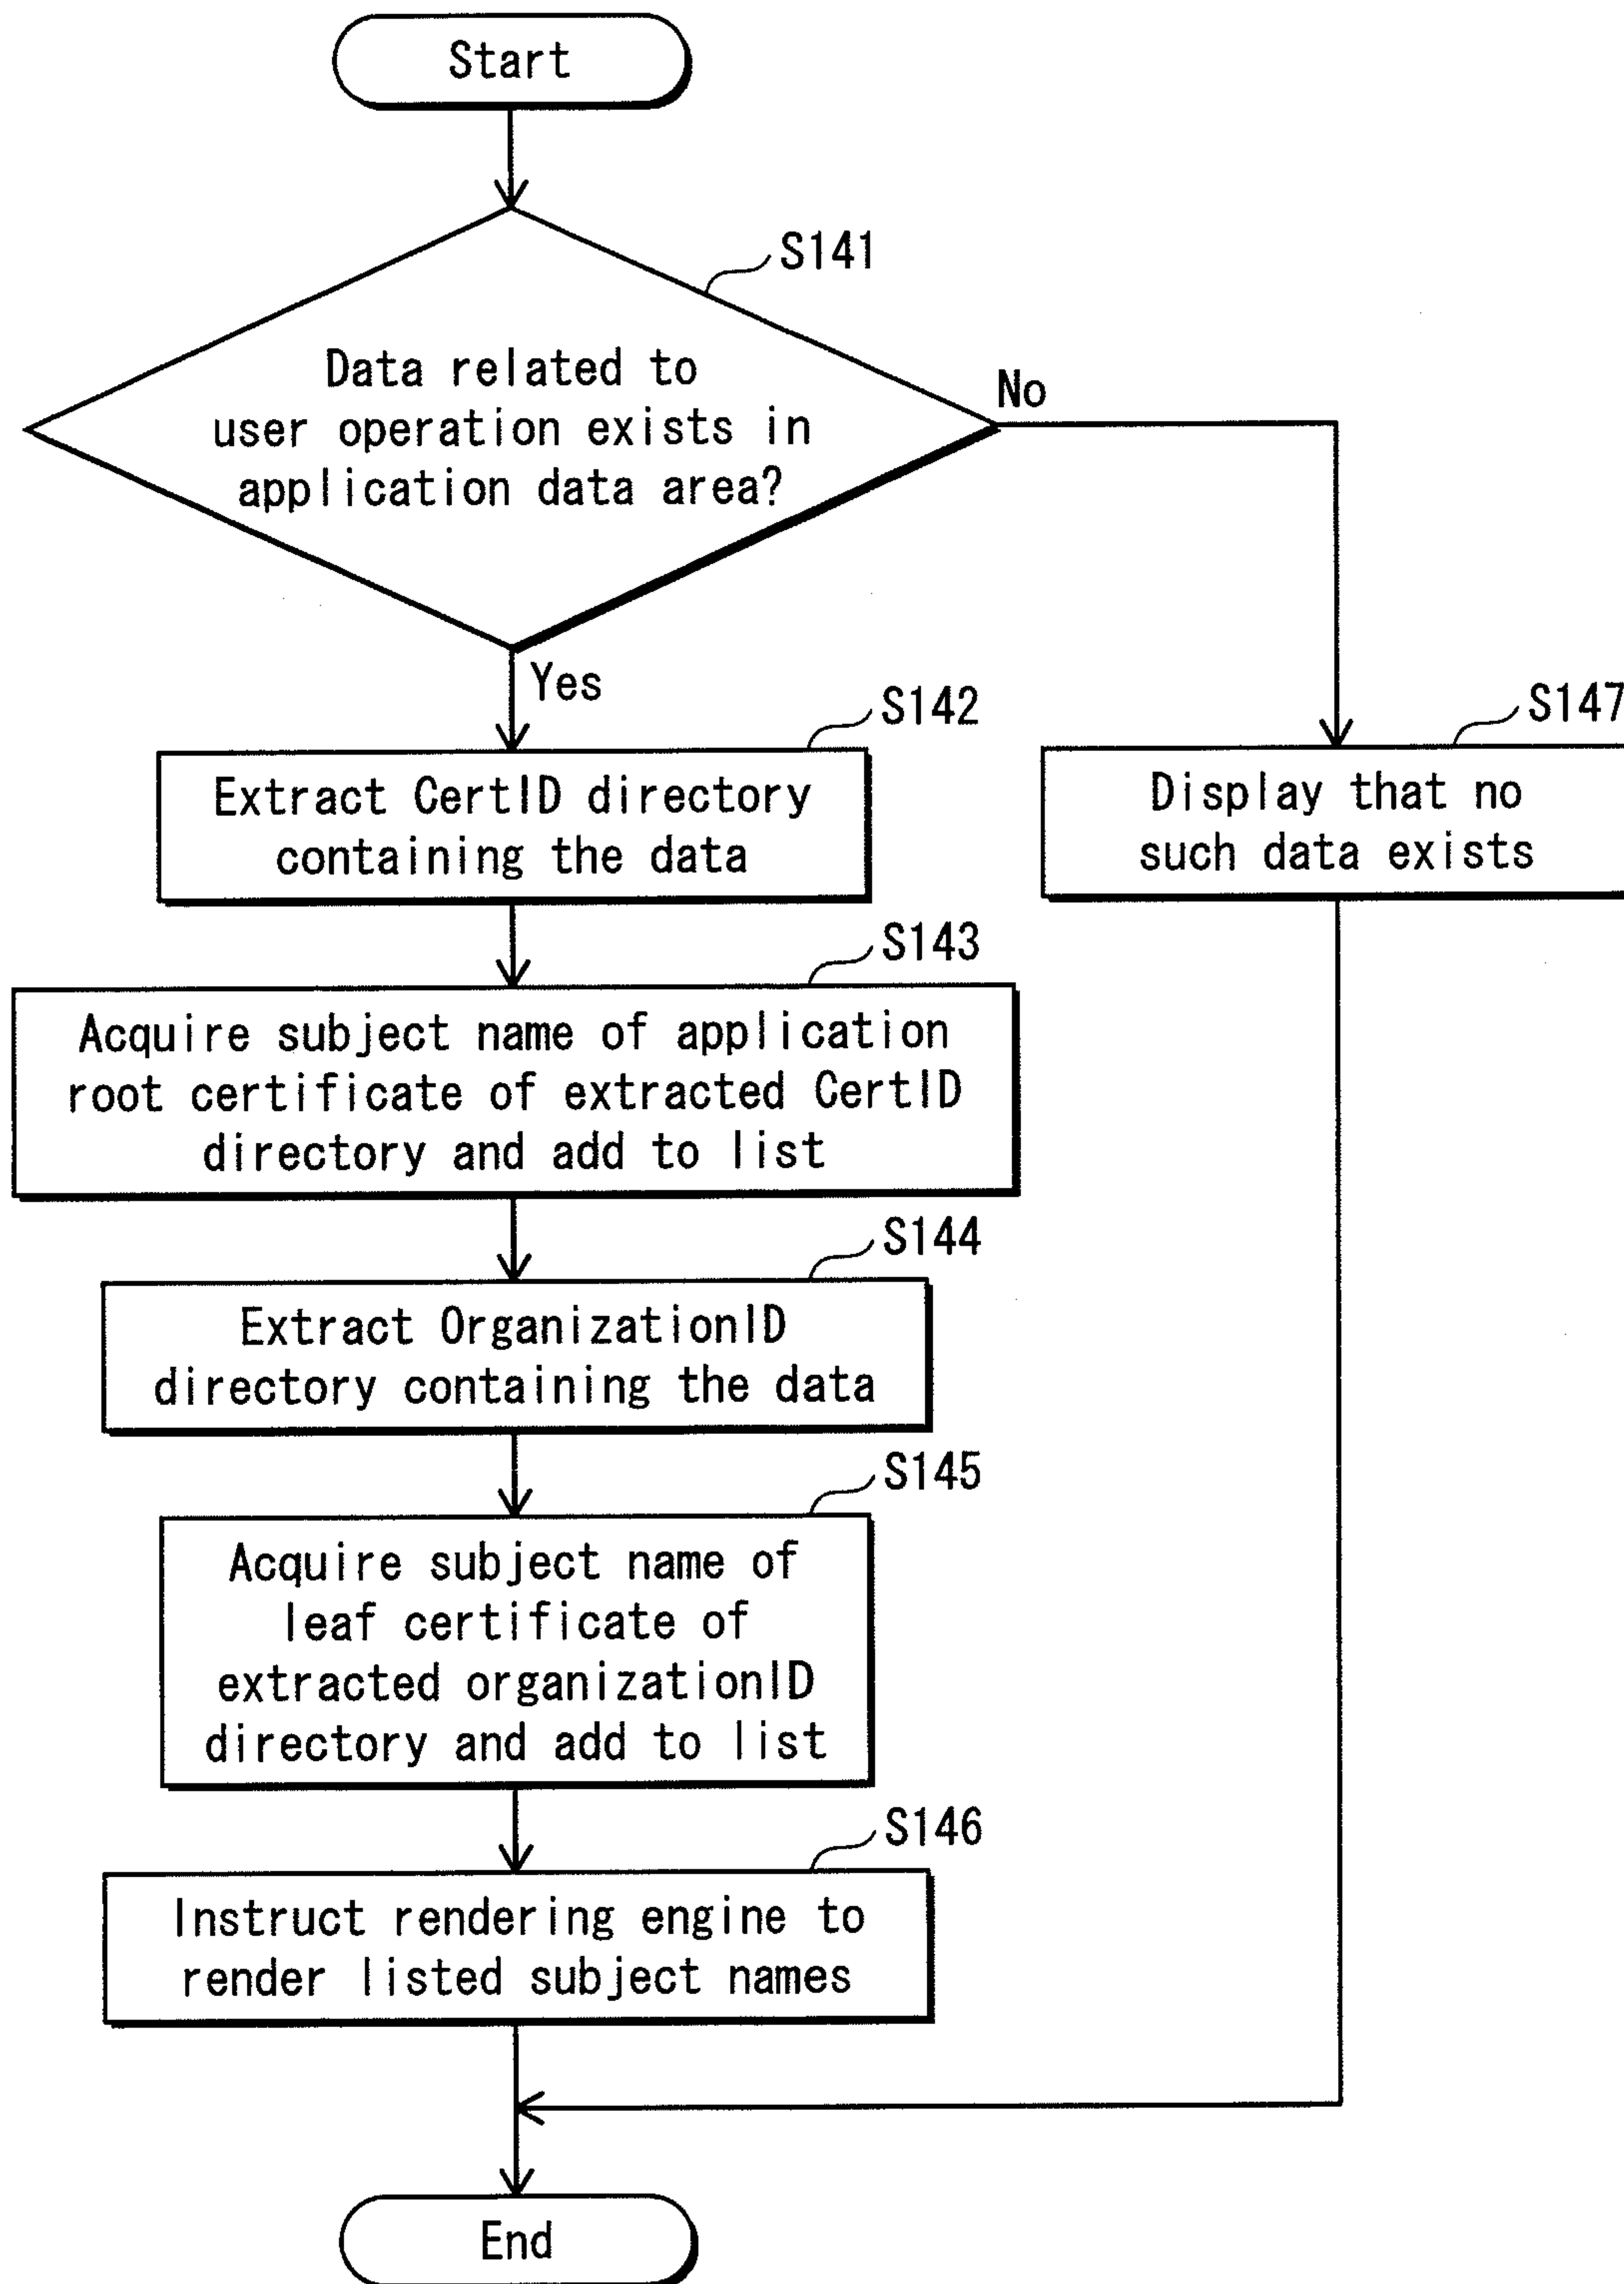 Start
S141
Data related to
user operation exists in
application data area?
No
Yes
S142
Extract CertID directory
containing the data
S147
Display that no
such data exists
S143
Acquire subject name of application
root certificate of extracted CertID
directory and add to list
S144
Extract OrganizationID
directory containing the data
S145
Acquire subject name of
leaf certificate of
extracted organizationID
directory and add to list
S146
Instruct rendering engine to
render listed subject names
End